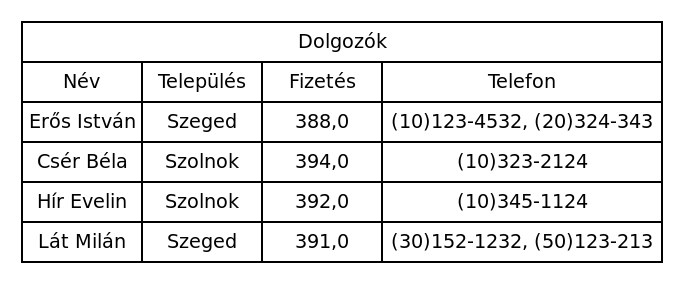 Dolgozók
Név Település Fizetés Telefon
Erős István Szeged 388,0 (10)123-4532, (20)324-343
Csér Béla Szolnok 394,0 (10)323-2124
Hír Evelin Szolnok 392,0 (10)345-1124
Lát Milán Szeged 391,0 (30)152-1232, (50)123-213